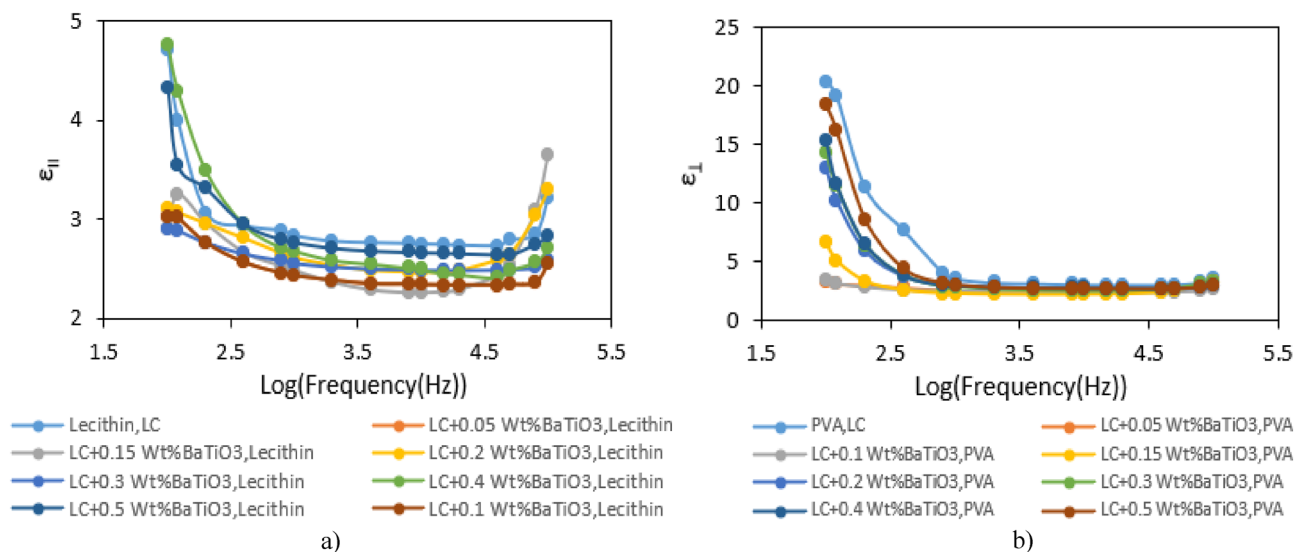 5
4
3
2
ε||
1.5 2.5 3.5 4.5 5.5
Log(Frequency(Hz))
Lecithin,LC
LC+0.05 Wt%BaTiO3,Lecithin
LC+0.15 Wt%BaTiO3,Lecithin
LC+0.2 Wt%BaTiO3,Lecithin
LC+0.3 Wt%BaTiO3,Lecithin
LC+0.4 Wt%BaTiO3,Lecithin
LC+0.5 Wt%BaTiO3,Lecithin
LC+0.1 Wt%BaTiO3,Lecithin
a)
25
20
15
10
5
0
ε⊥
1.5 2.5 3.5 4.5 5.5
Log(Frequency(Hz))
PVA,LC
LC+0.05 Wt%BaTiO3,PVA
LC+0.1 Wt%BaTiO3,PVA
LC+0.15 Wt%BaTiO3,PVA
LC+0.2 Wt%BaTiO3,PVA
LC+0.3 Wt%BaTiO3,PVA
LC+0.4 Wt%BaTiO3,PVA
LC+0.5 Wt%BaTiO3,PVA
b)